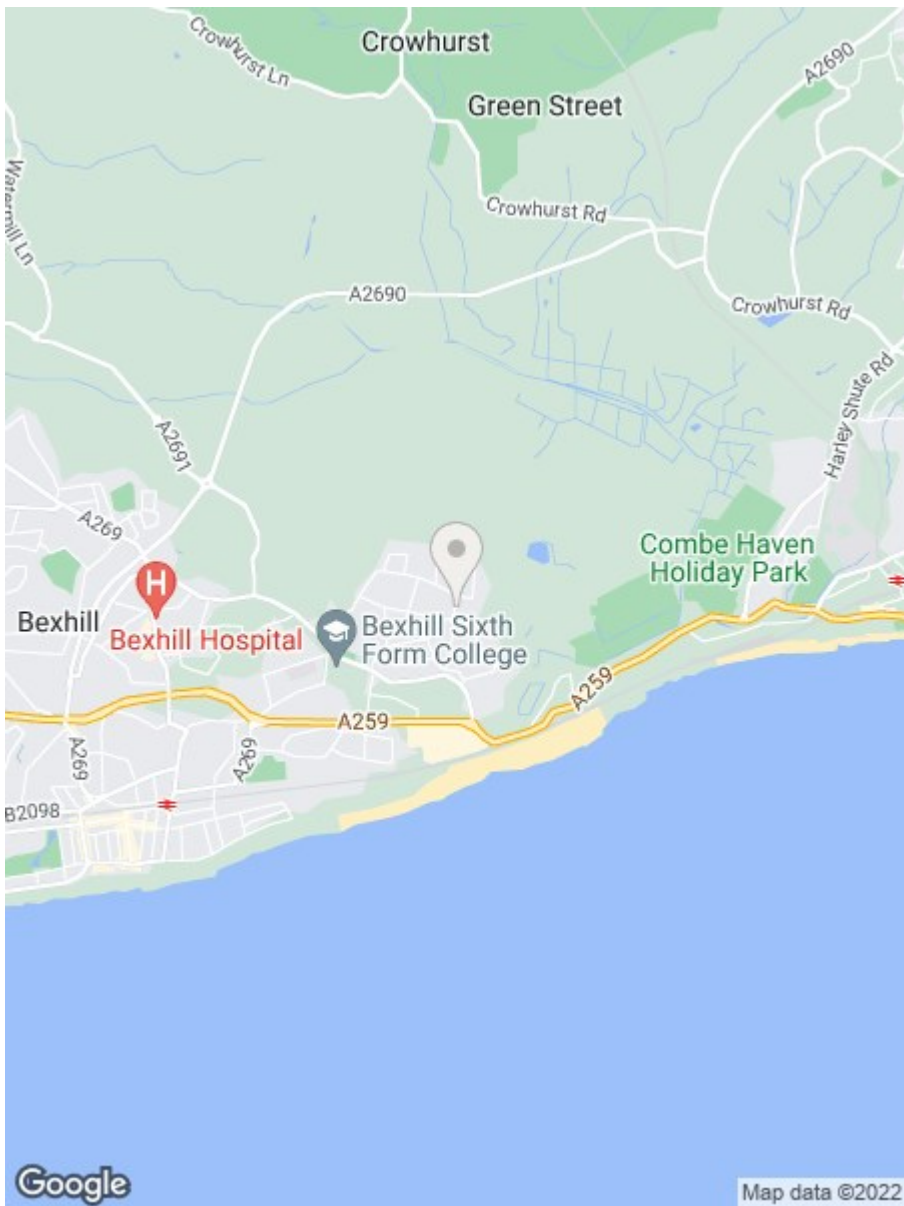 Crowhurst
Crowhurst Ln
Green Street
A2690
Watermill Ln
Crowhurst Rd
A2690
Crowhurst Rd
Harley Shute Rd
A2691
A269
Combe Haven
Holiday Park
H
Bexhill
Bexhill Hospital
Bexhill Sixth
Form College
A259
A259
A269
A269
B2098
Google
Map data ©2022